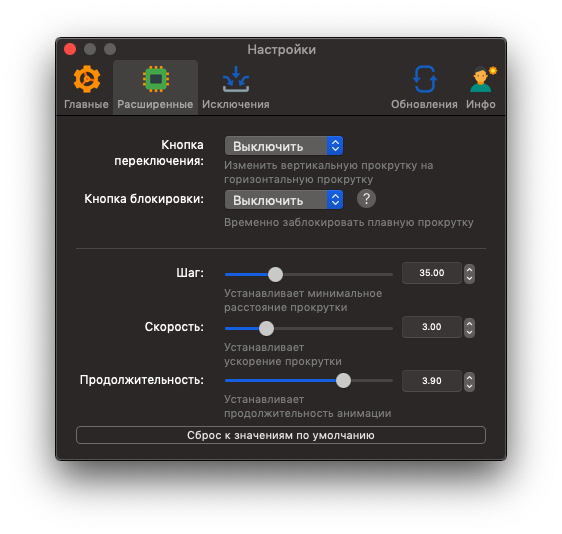 Настройки
Главные
Расширенные
Исключения
Обновления
Инфо
Кнопка
переключения:
Выключить
Изменить вертикальную прокрутку на
горизонтальную прокрутку
Кнопка блокировки:
Выключить
?
Временно заблокировать плавную прокрутку
Шаг:
35.00
Устанавливает минимальное
расстояние прокрутки
Скорость:
3.00
Устанавливает
ускорение прокрутки
Продолжительность:
3.90
Устанавливает
продолжительность анимации
Сброс к значениям по умолчанию